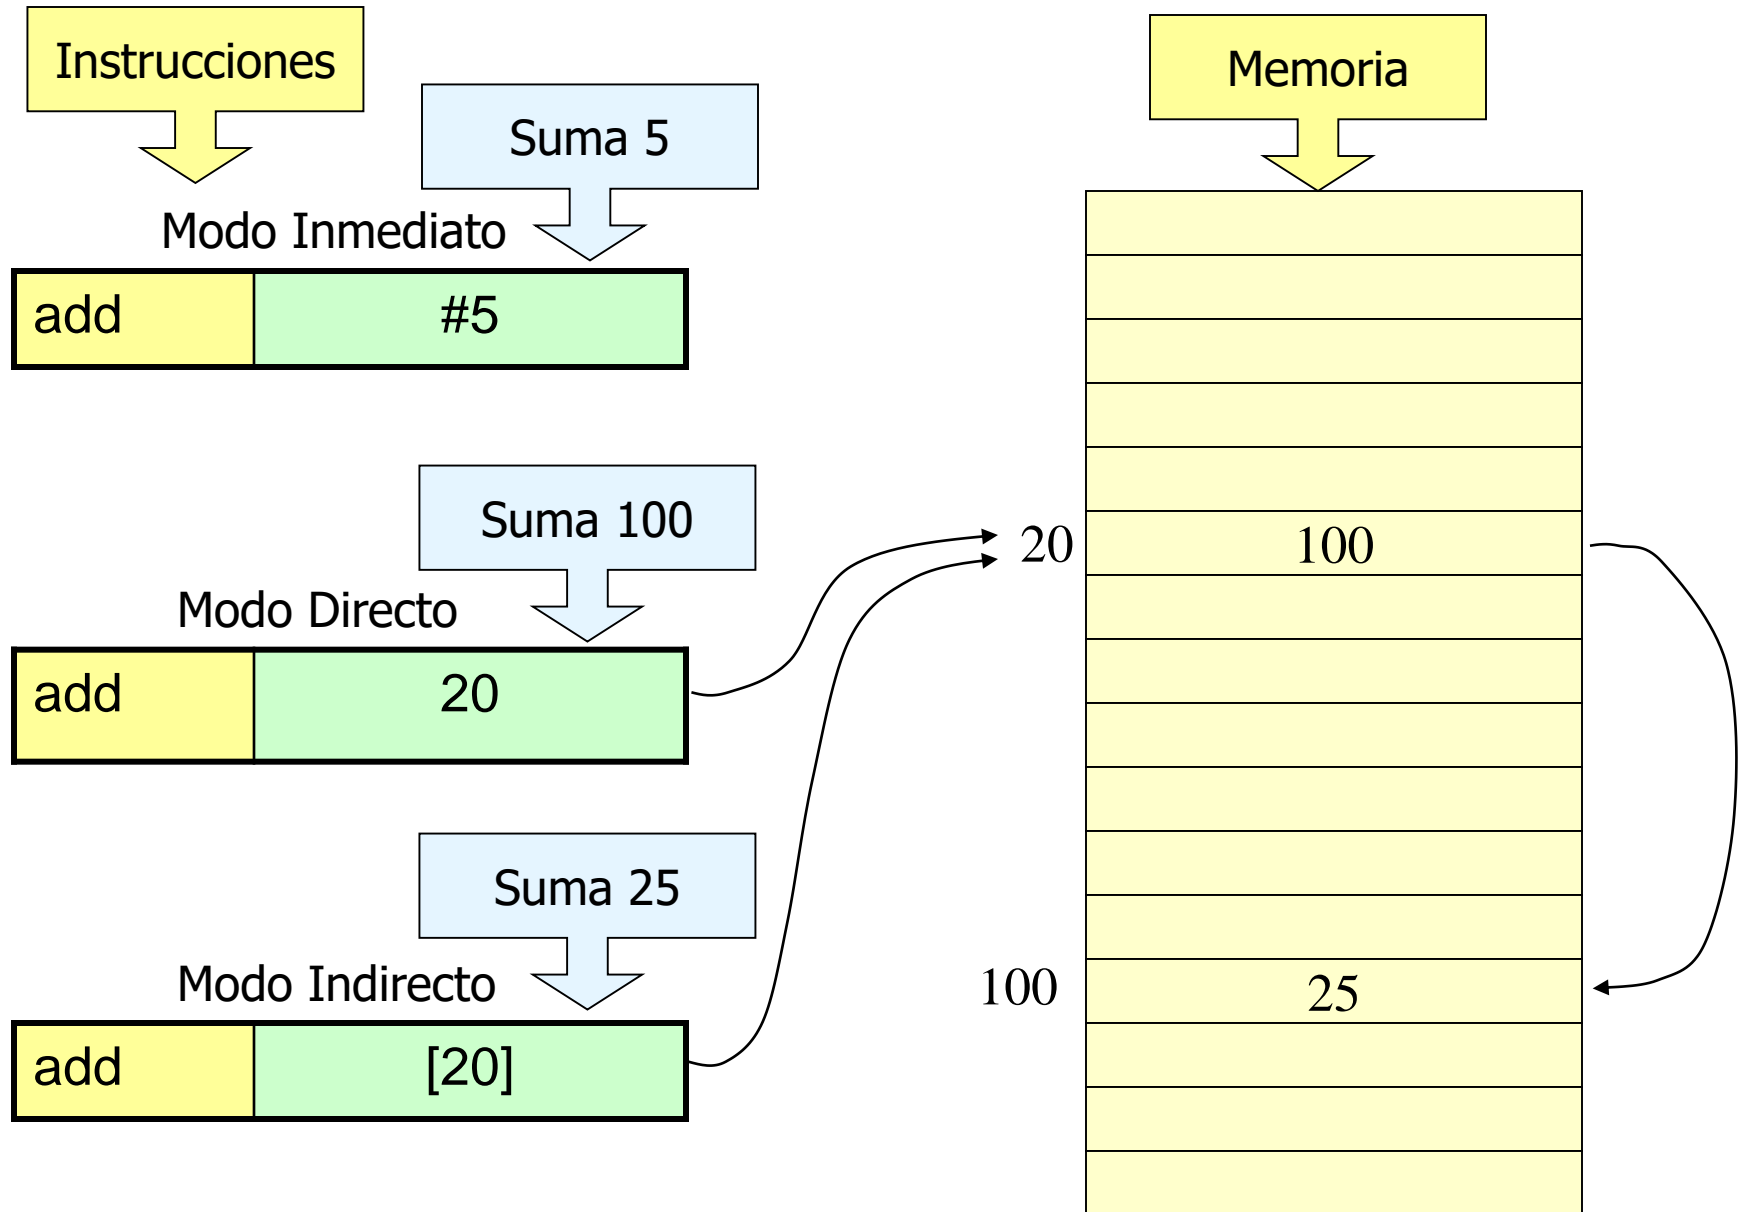 Instrucciones
Memoria
Suma 5
Modo Inmediato
add #5
Suma 100
20 100
Modo Directo
add 20
Suma 25
Modo Indirecto
100 25
add [20]